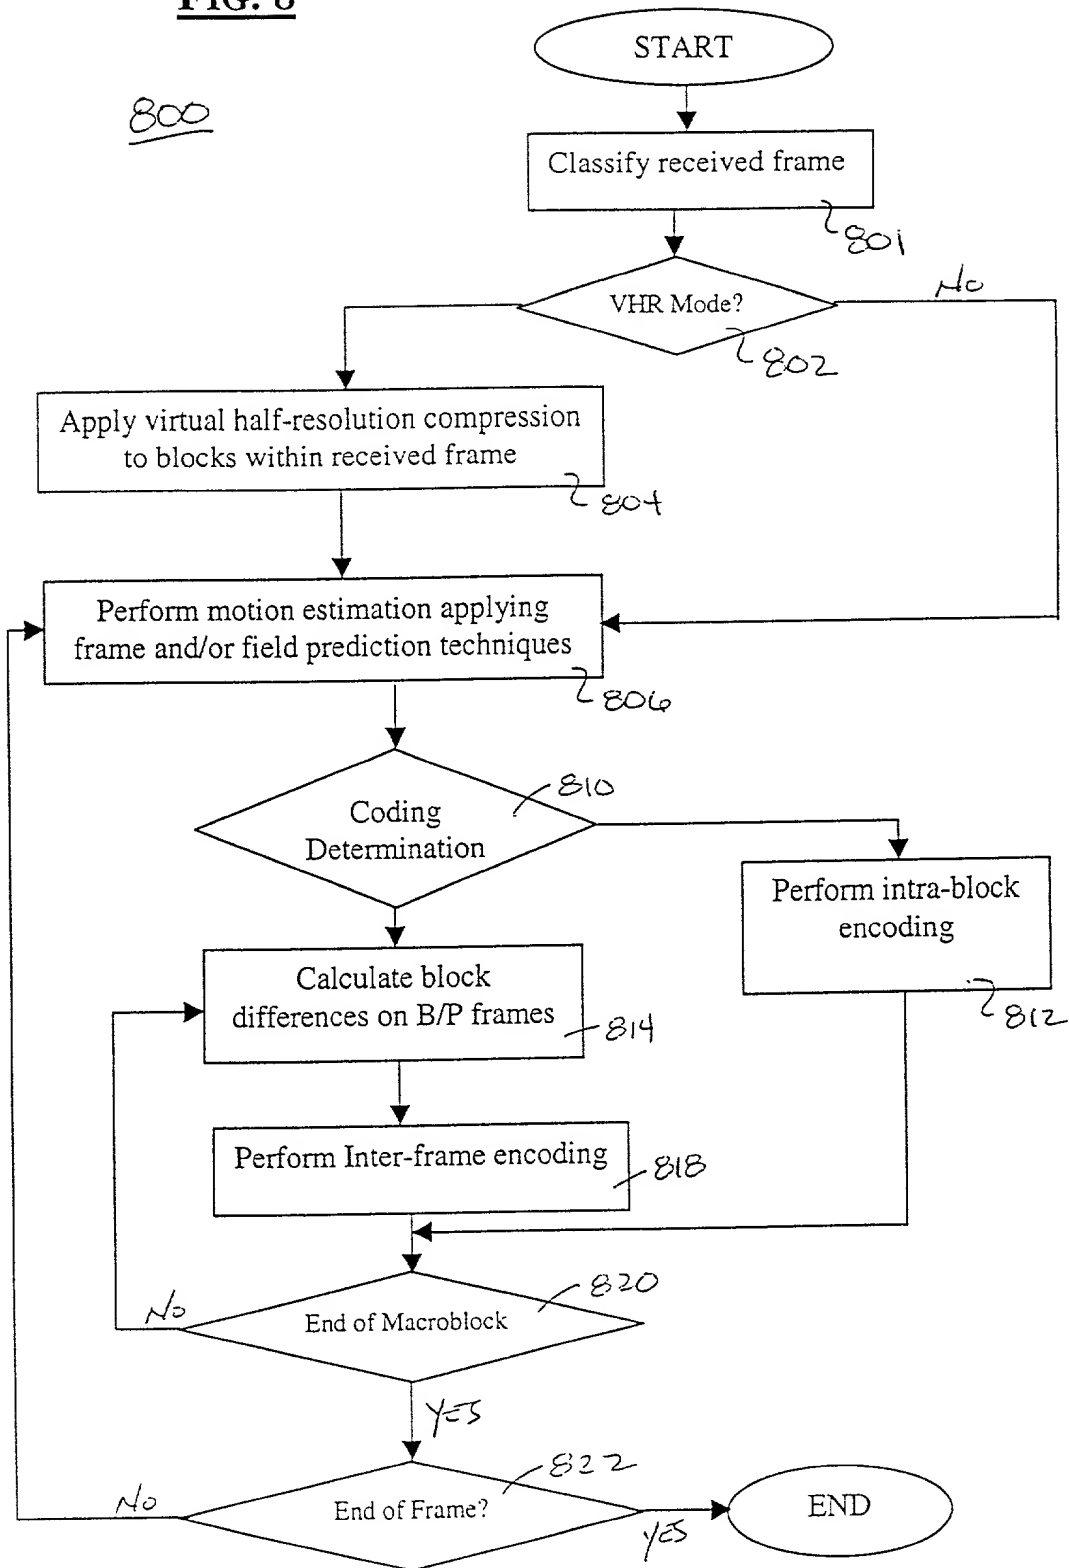 FIG. 8
START
800
Classify received frame
801
No
VHR Mode?
802
Apply virtual half-resolution compression
to blocks within received frame
804
Perform motion estimation applying
frame and/or field prediction techniques
806
810
Coding
Determination
Perform intra-block
encoding
812
Calculate block
differences on B/P frames
814
Perform Inter-frame encoding
818
820
No
End of Macroblock
YES
822
No
End of Frame?
YES
END